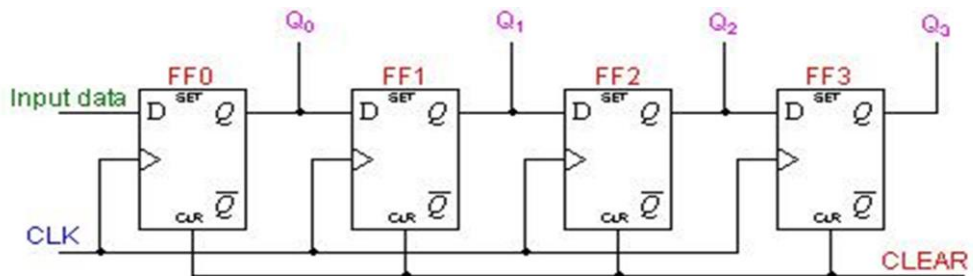 Q0 Q1 Q2 Q3
FF0 FF1 FF2 FF3
Input data
D SET Q D SET Q D SET Q D SET Q
Q̅ Q̅ Q̅ Q̅
CLR CLR CLR CLR
CLK
CLEAR